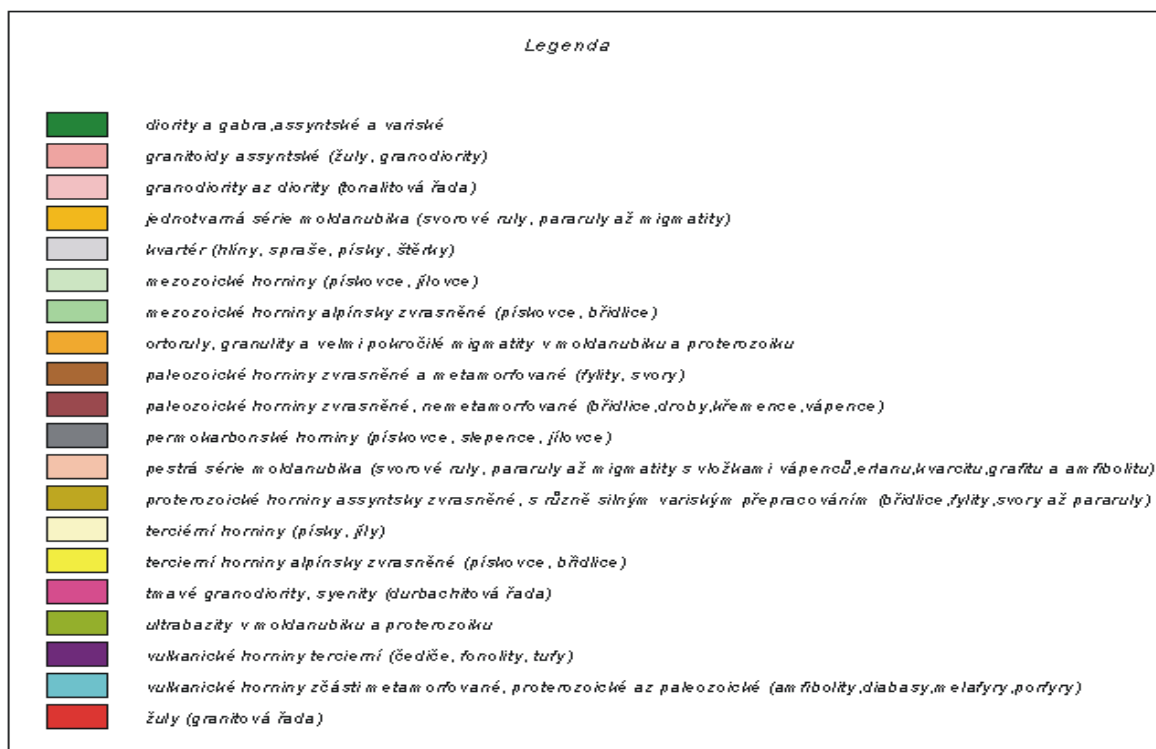 Legenda
diority a gabra,assyntské a variské
granitoidy assyntské (žuly, granodiority)
granodiority az diority (tonalitová řada)
jednotvarná série moldanubika (svorové ruly, pararuly až migmatity)
kvartér (hlíny, spraše, písky, štěrky)
mezozoické horniny (pískovce, jílovce)
mezozoické horniny alpínsky zvrasněné (pískovce, břidlice)
ortoruly, granulity a velmi pokročilé migmatity v moldanubiku a proterozoiku
paleozoické horniny zvrasněné a metamorfované (fylity, svory)
paleozoické horniny zvrasněné, nemetamorfované (břidlice,droby,křemence,vápence)
permokarbonské horniny (pískovce, slepence, jílovce)
pestrá série moldanubika (svorové ruly, pararuly až migmatity s vložkami vápenců,erlanu,kvarcitu,grafitu a amfibolitu)
proterozoické horniny assyntsky zvrasněné, s různě silným variským přepracováním (břidlice,fylity,svory až pararuly)
terciérní horniny (písky, jíly)
tercierní horniny alpínsky zvrasněné (pískovce, břidlice)
tmavé granodiority, syenity (durbachitová řada)
ultrabazity v moldanubiku a proterozoiku
vulkanické horniny tercierní (čediče, fonolity, tufy)
vulkanické horniny zčásti metamorfované, proterozoické az paleozoické (amfibolity,diabasy,melafyry,porfyry)
žuly (granitová řada)